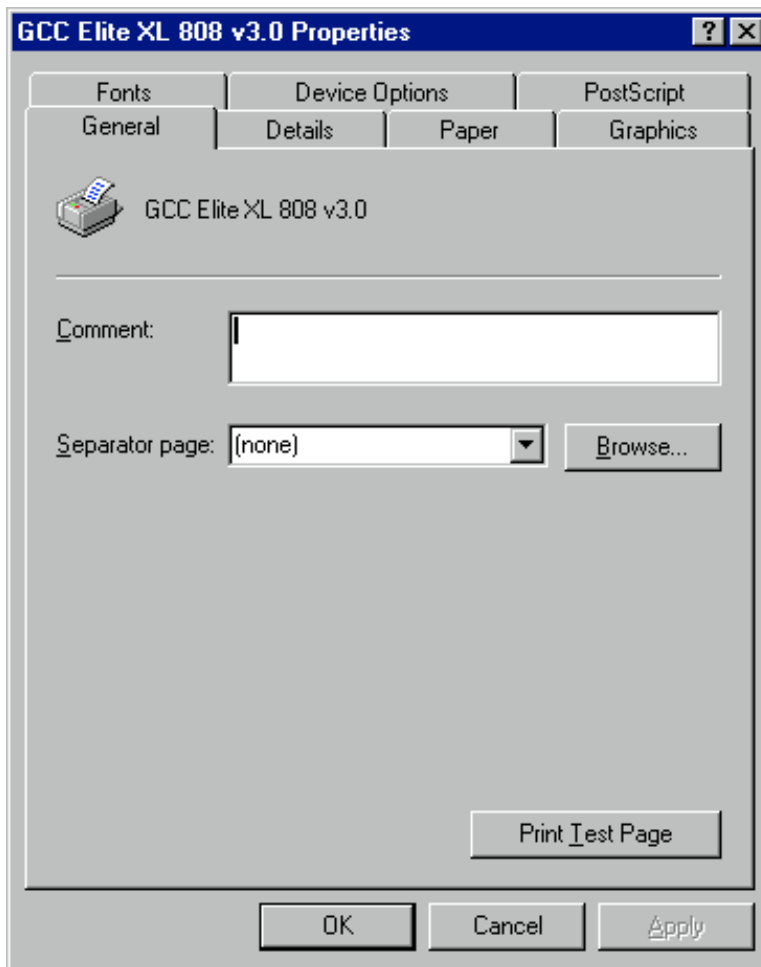 GCC Elite XL 808 v3.0 Properties
Fonts Device Options PostScript
General Details Paper Graphics
GCC Elite XL 808 v3.0
Comment:
Separator page: (none) Browse...
Print Test Page
OK Cancel Apply